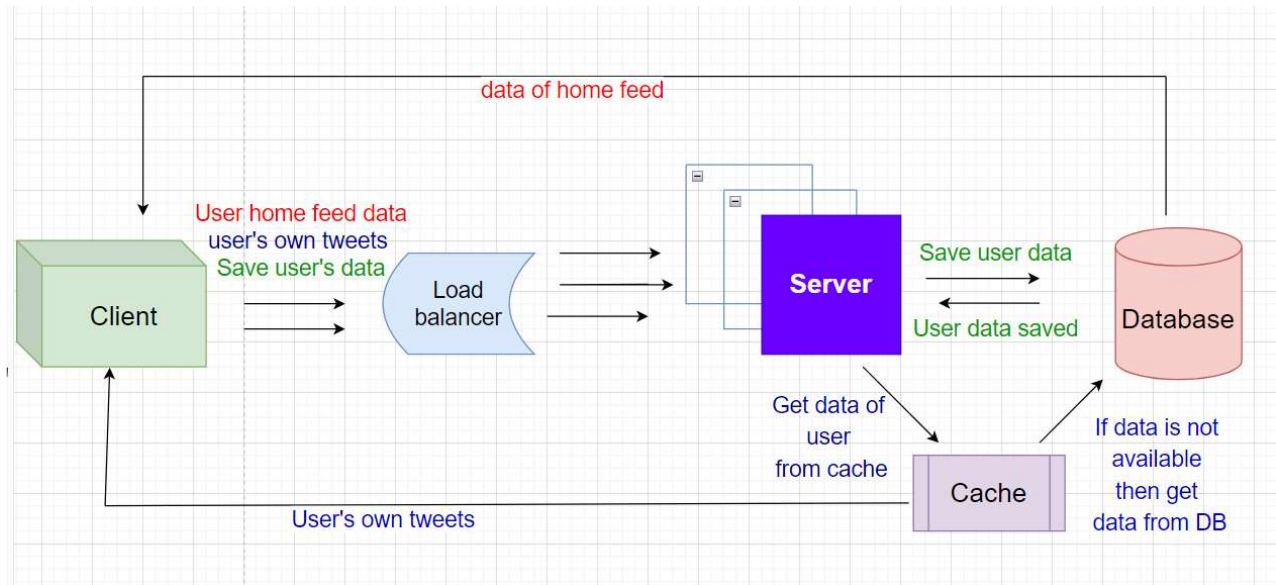 data of home feed
User home feed data
user's own tweets
Save user's data
Client
Load
balancer
Server
Save user data
User data saved
Database
Get data of
user
from cache
Cache
If data is not
available
then get
data from DB
User's own tweets